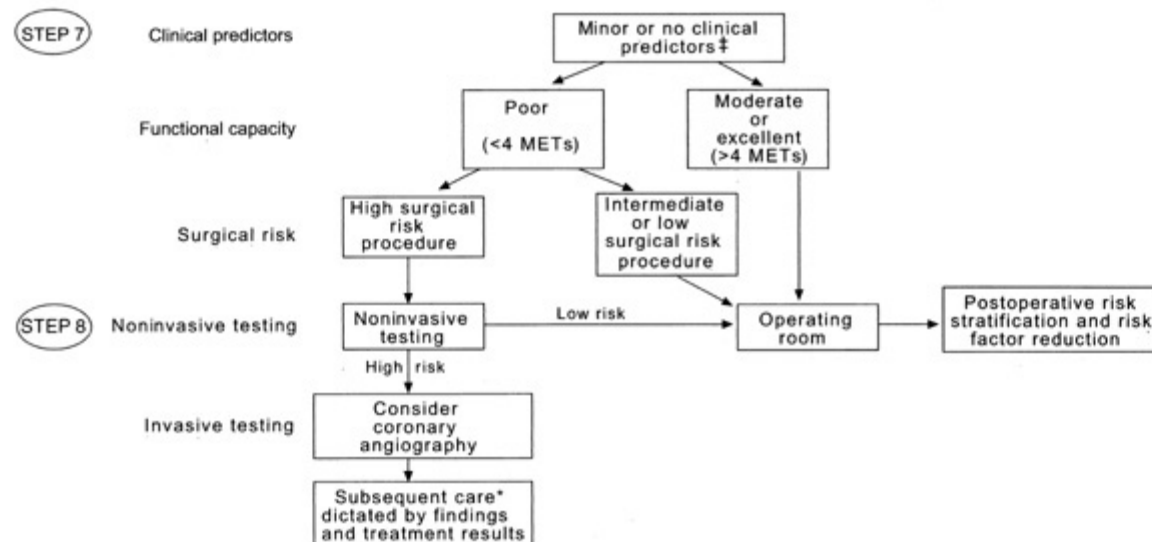 STEP 7
Clinical predictors
Minor or no clinical
predictors‡
Functional capacity
Poor
(<4 METs)
Moderate
or
excellent
(>4 METs)
Surgical risk
High surgical
risk
procedure
Intermediate
or low
surgical risk
procedure
STEP 8
Noninvasive testing
Noninvasive
testing
Low risk
Operating
room
Postoperative risk
stratification and risk
factor reduction
High risk
Invasive testing
Consider
coronary
angiography
Subsequent care*
dictated by findings
and treatment results